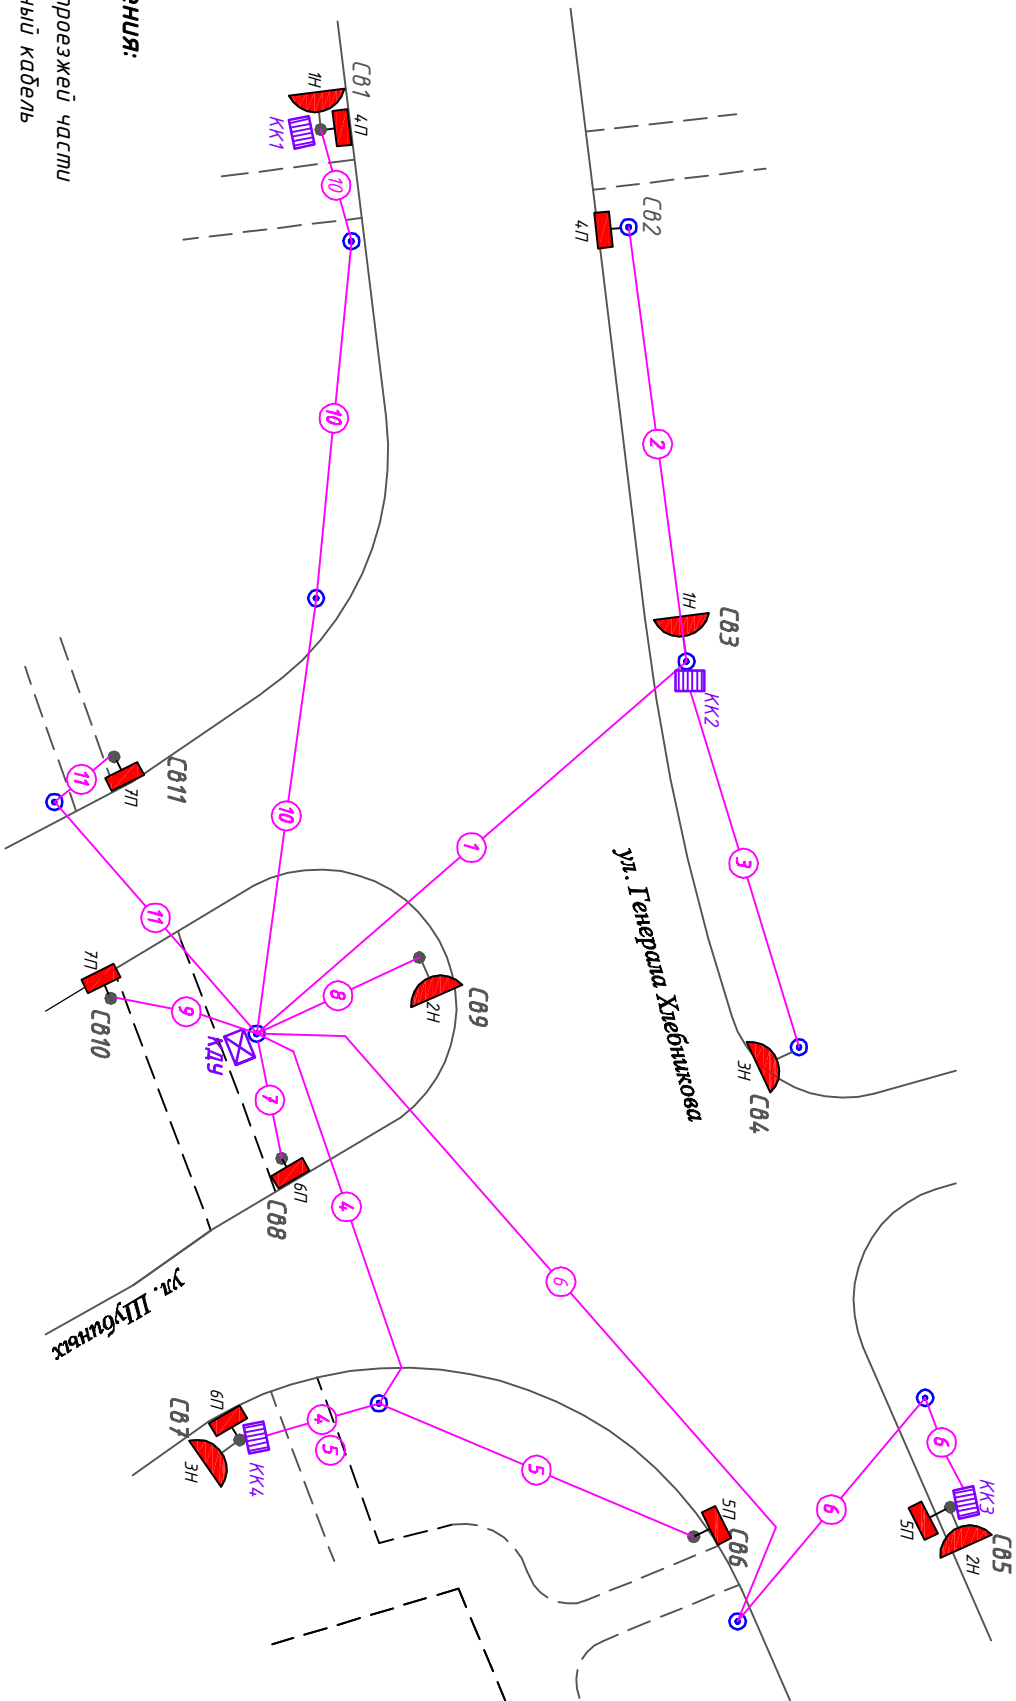 ения:
проезжей части
ный кабель
СВ1
1Н
4П
КК1
10
СВ2
4П
10
2
СВ3
1Н
КК2
СВ11
7П
11
10
1
3
ул. Генерала Хлебникова
11
7П
СВ10
9
8
СВ9
2Н
КДУ
7
СВ4
3Н
6П
СВ8
4
6
ул. Шубиных
СВ7
6П
3Н
КК4
4
5
5
5П
СВ6
6
6
КК3
5П
2Н
СВ5